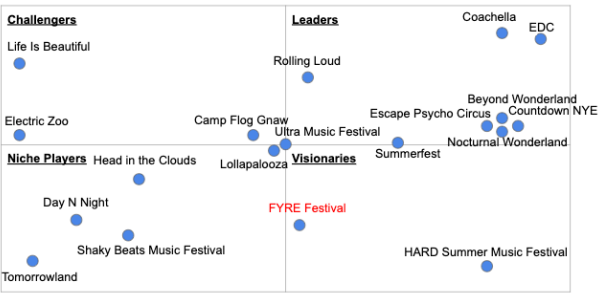 Challengers
Leaders
Coachella
EDC
Life Is Beautiful
Rolling Loud
Beyond Wonderland
Escape Psycho Circus
Countdown NYE
Electric Zoo
Camp Flog Gnaw
Ultra Music Festival
Nocturnal Wonderland
Summerfest
Niche Players
Head in the Clouds
Lollapalooza
Visionaries
Day N Night
FYRE Festival
Shaky Beats Music Festival
HARD Summer Music Festival
Tomorrowland